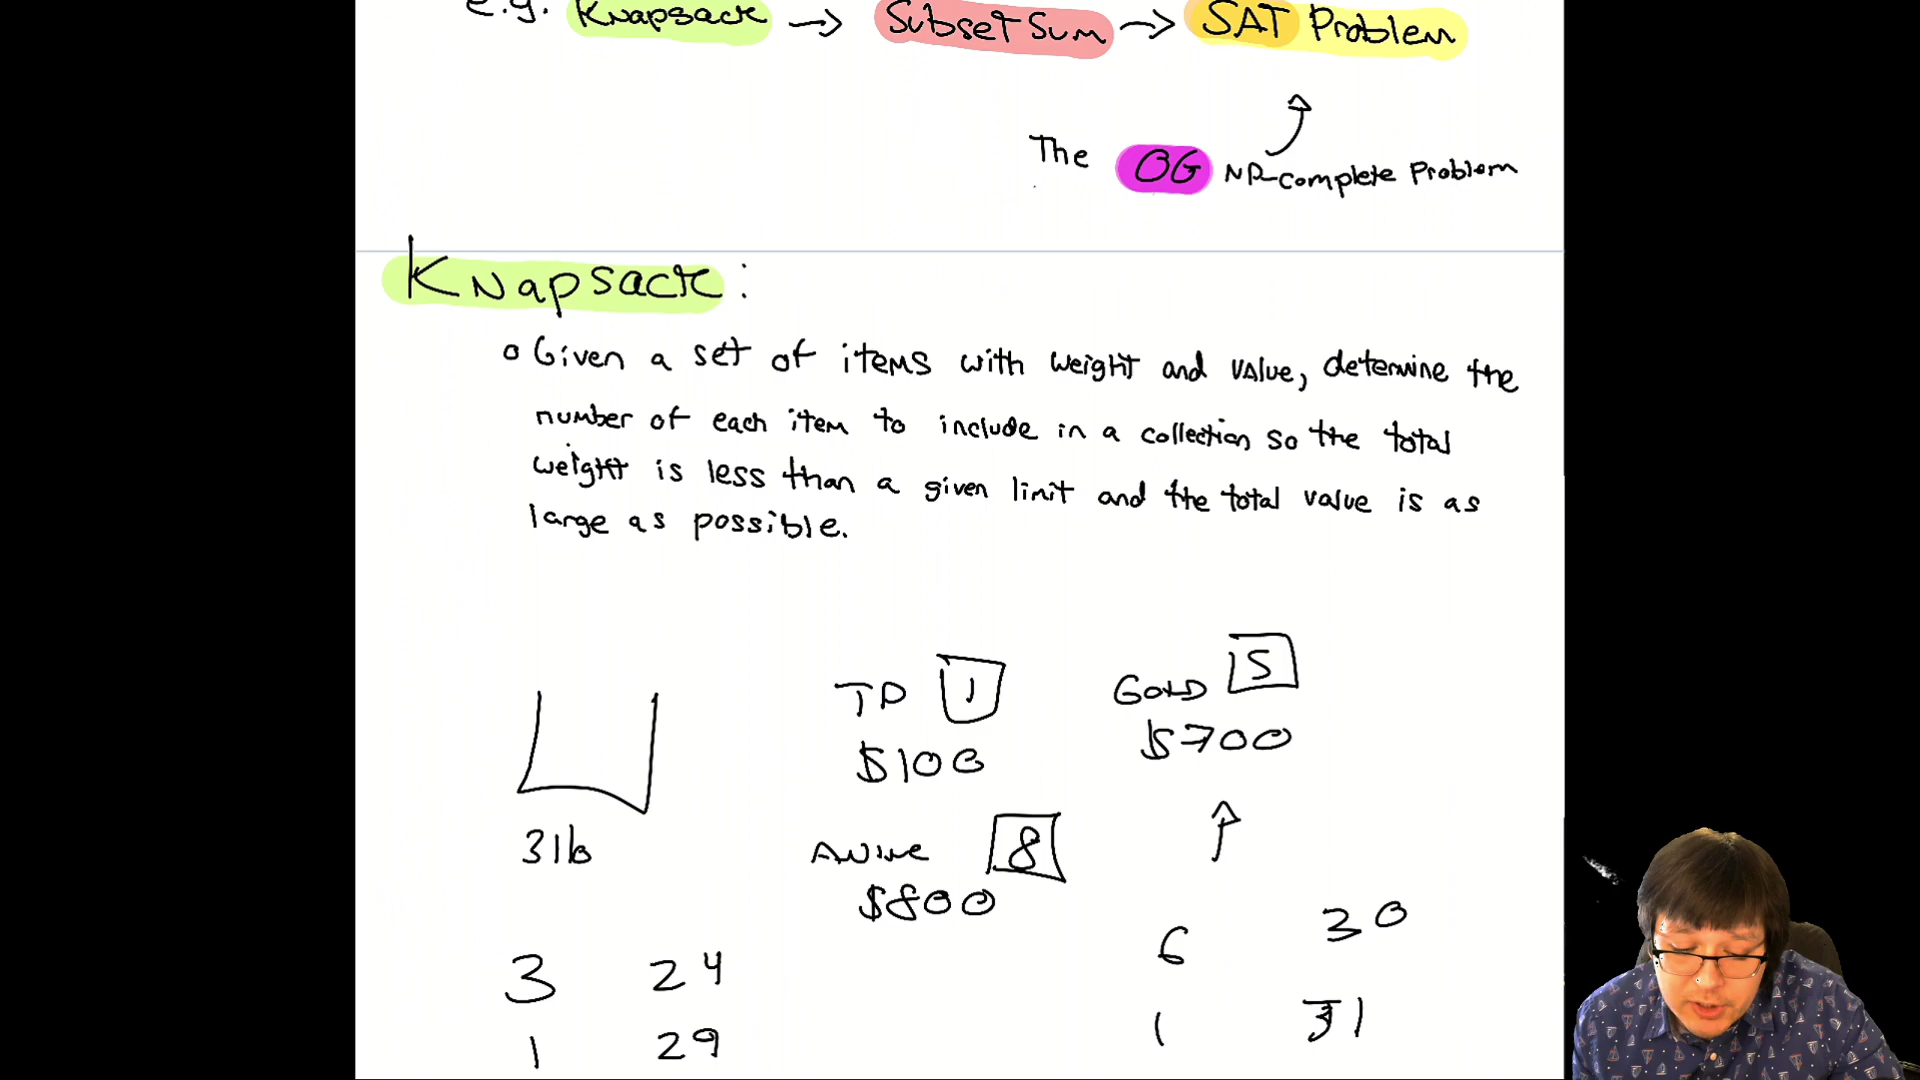 e.g. Knapsack → SubsetSum → SAT Problem
The OG NP-complete Problem
Knapsack:
o Given a set of items with weight and value, determine the
number of each item to include in a collection so the total
weight is less than a given limit and the total value is as
large as possible.
TP 1
$100
GOLD 5
$700
31b
Anime 8
$800
3 24
1 29
6 30
1 31